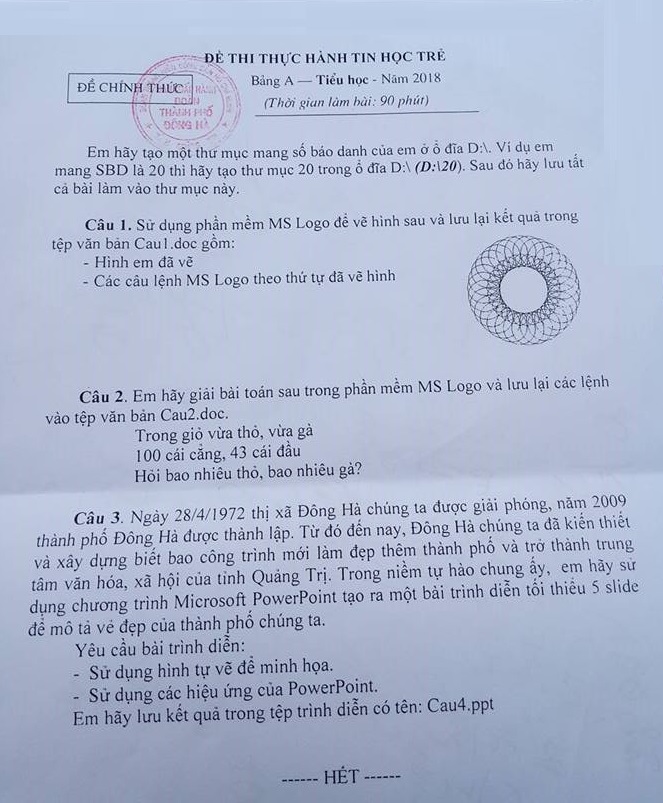 ĐỀ THI THỰC HÀNH TIN HỌC TRẺ
ĐỀ CHÍNH THỨC
Bảng A — Tiểu học - Năm 2018
(Thời gian làm bài: 90 phút)
ĐOÀN
THÀNH PHỐ
ĐÔNG HÀ
Em hãy tạo một thư mục mang số báo danh của em ở ổ đĩa D:\. Ví dụ em
mang SBD là 20 thì hãy tạo thư mục 20 trong ổ đĩa D:\ (D:\20). Sau đó hãy lưu tất
cả bài làm vào thư mục này.
Câu 1. Sử dụng phần mềm MS Logo để vẽ hình sau và lưu lại kết quả trong
tệp văn bản Cau1.doc gồm:
- Hình em đã vẽ
- Các câu lệnh MS Logo theo thứ tự đã vẽ hình
Câu 2. Em hãy giải bài toán sau trong phần mềm MS Logo và lưu lại các lệnh
vào tệp văn bản Cau2.doc.
Trong giỏ vừa thỏ, vừa gà
100 cái cẳng, 43 cái đầu
Hỏi bao nhiêu thỏ, bao nhiêu gà?
Câu 3. Ngày 28/4/1972 thị xã Đông Hà chúng ta được giải phóng, năm 2009
thành phố Đông Hà được thành lập. Từ đó đến nay, Đông Hà chúng ta đã kiến thiết
và xây dựng biết bao công trình mới làm đẹp thêm thành phố và trở thành trung
tâm văn hóa, xã hội của tỉnh Quảng Trị. Trong niềm tự hào chung ấy, em hãy sử
dụng chương trình Microsoft PowerPoint tạo ra một bài trình diễn tối thiểu 5 slide
để mô tả vẻ đẹp của thành phố chúng ta.
Yêu cầu bài trình diễn:
- Sử dụng hình tự vẽ để minh họa.
- Sử dụng các hiệu ứng của PowerPoint.
Em hãy lưu kết quả trong tệp trình diễn có tên: Cau4.ppt
------ HẾT ------